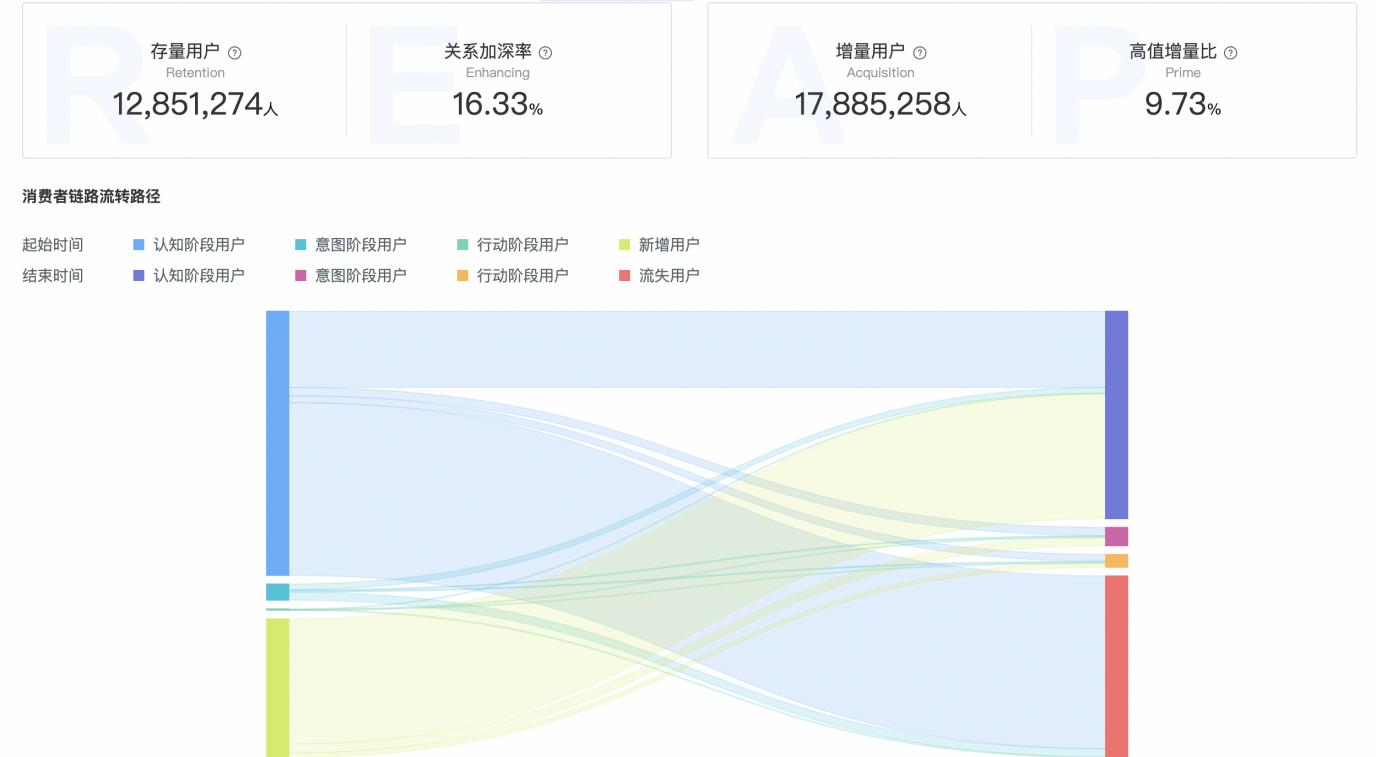 R E A P
存量用户 ? 关系加深率 ? 增量用户 ? 高值增量比 ?
Retention Enhancing Acquisition Prime
12,851,274人 16.33% 17,885,258人 9.73%
消费者链路流转路径
起始时间 认知阶段用户 意图阶段用户 行动阶段用户 新增用户
结束时间 认知阶段用户 意图阶段用户 行动阶段用户 流失用户